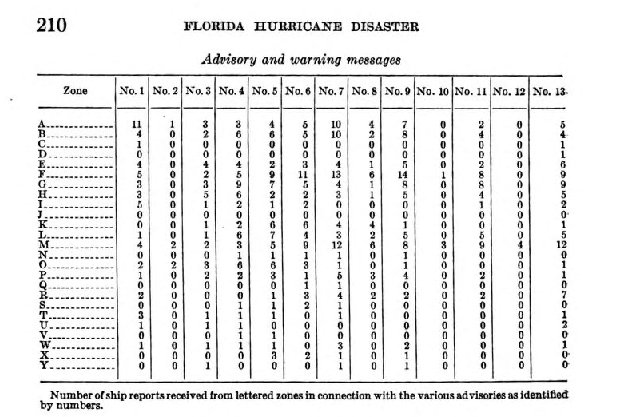 210 FLORIDA HURRICANE DISASTER
Advisory and warning messages
Zone No. 1 No. 2 No. 3 No. 4 No. 5 No. 6 No. 7 No. 8 No. 9 No. 10 No. 11 No. 12 No. 13
A 11 1 3 3 4 5 10 4 7 0 2 0 5
B 4 0 2 6 6 5 10 2 8 0 4 0 4
C 1 0 0 0 0 0 0 0 0 0 0 0 1
D 0 0 0 0 0 0 0 0 0 0 0 0 1
E 4 0 4 4 2 3 4 1 5 0 2 0 6
F 5 0 2 5 9 11 13 6 14 1 8 0 9
G 3 0 3 9 7 5 4 1 8 0 8 0 9
H 3 0 5 6 2 2 3 1 5 0 4 0 5
I 5 0 1 2 1 2 0 0 0 0 1 0 2
J 0 0 0 0 0 0 0 0 0 0 0 0 0
K 0 0 1 2 6 6 4 4 1 0 0 0 1
L 1 0 1 6 7 4 3 2 5 0 5 0 5
M 4 2 2 3 5 9 12 6 8 3 9 4 12
N 0 0 0 1 1 1 1 0 1 0 0 0 0
O 2 2 3 6 6 3 1 0 1 0 0 0 1
P 1 0 2 2 3 1 5 3 4 0 2 0 1
Q 0 0 0 0 0 1 1 0 0 0 0 0 0
R 2 0 0 0 1 3 4 2 2 0 2 0 7
S 0 0 0 1 1 2 1 0 0 0 0 0 0
T 3 0 1 1 1 0 1 0 0 0 0 0 1
U 1 0 1 1 0 0 0 0 0 0 0 0 2
V 0 0 0 1 1 0 0 0 0 0 0 0 0
W 1 0 1 1 1 0 3 0 2 0 0 0 1
X 0 0 0 0 3 2 1 0 1 0 0 0 0
Y 0 0 1 0 0 0 1 0 1 0 0 0 0
Number of ship reports received from lettered zones in connection with the various advisories as identified
by numbers.